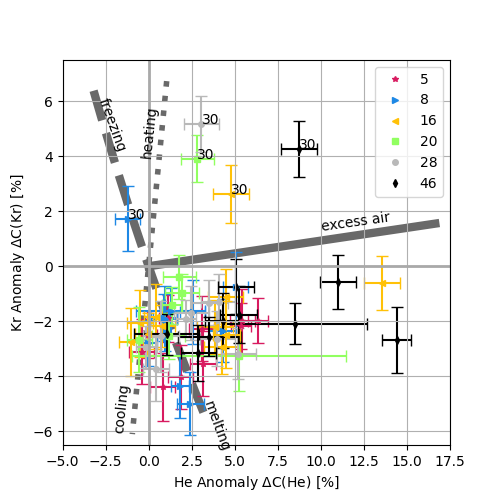 5
8
16
20
28
46
30
30
30
30
30
freezing
heating
excess air
cooling
melting
6
4
2
0
−2
−4
−6
Kr Anomaly ΔC(Kr) [%]
−5.0 −2.5 0.0 2.5 5.0 7.5 10.0 12.5 15.0 17.5
He Anomaly ΔC(He) [%]